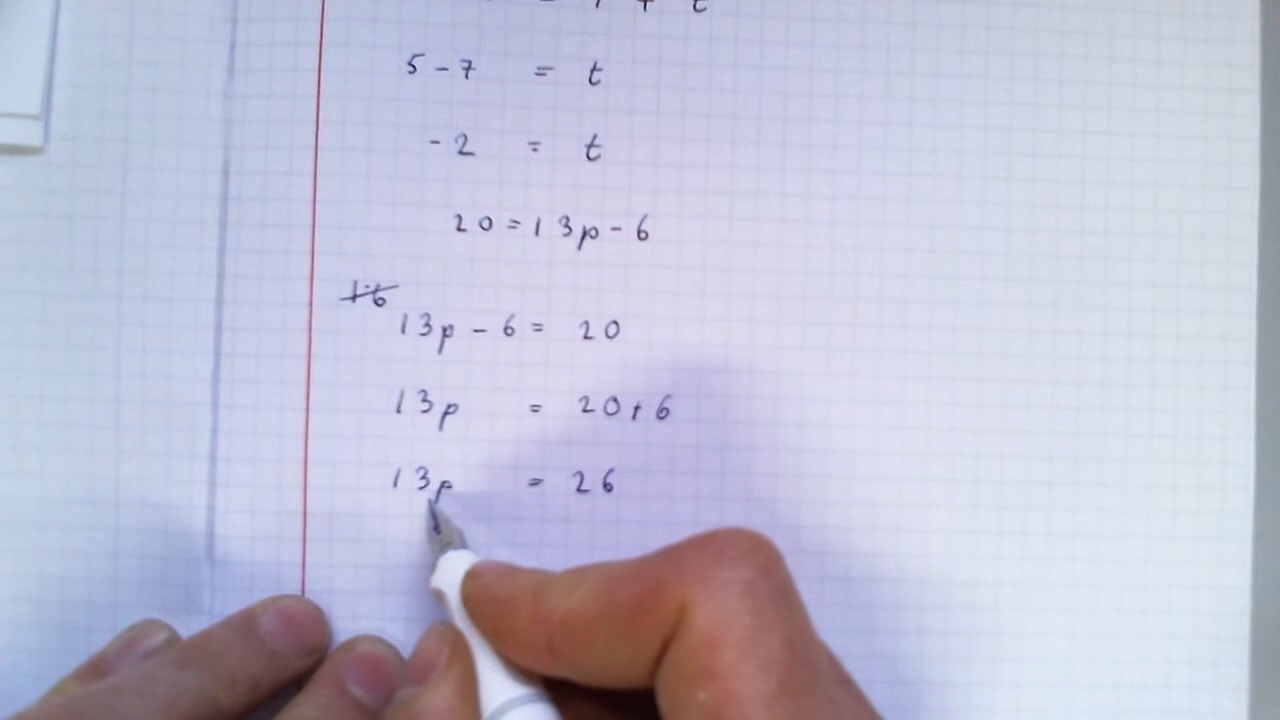 5 - 7 = t
- 2 = t
20 = 13p - 6
13p - 6 = 20
13p = 20 + 6
13p = 26